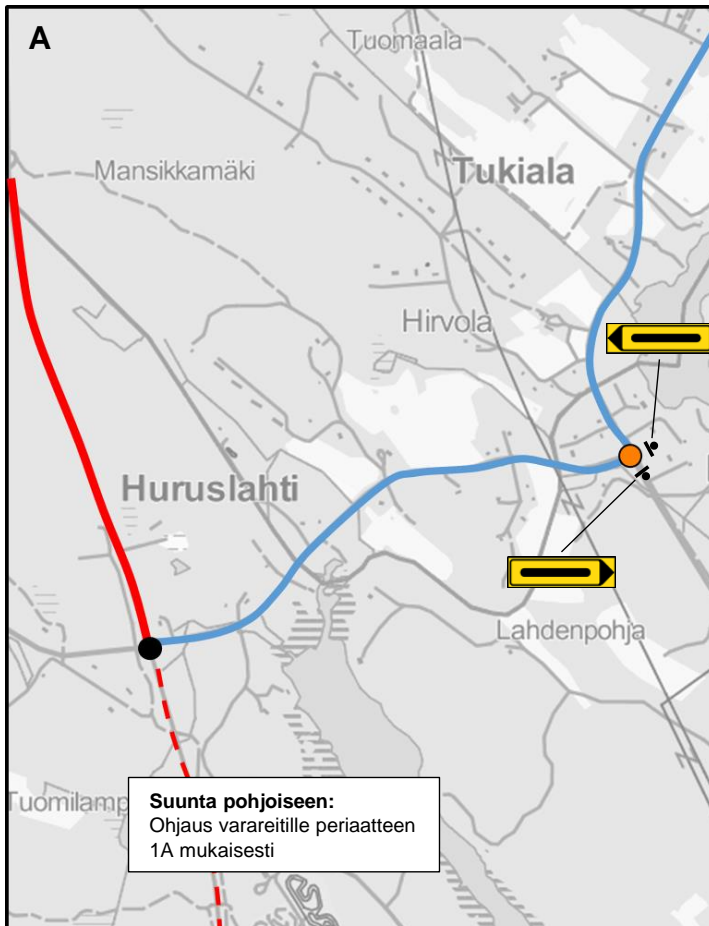 A
Tuomaala
Mansikkamäki
Tukiala
Hirvola
Huruslahti
Lahdenpohja
Tuomilamp
Suunta pohjoiseen:
Ohjaus varareitille periaatteen
1A mukaisesti